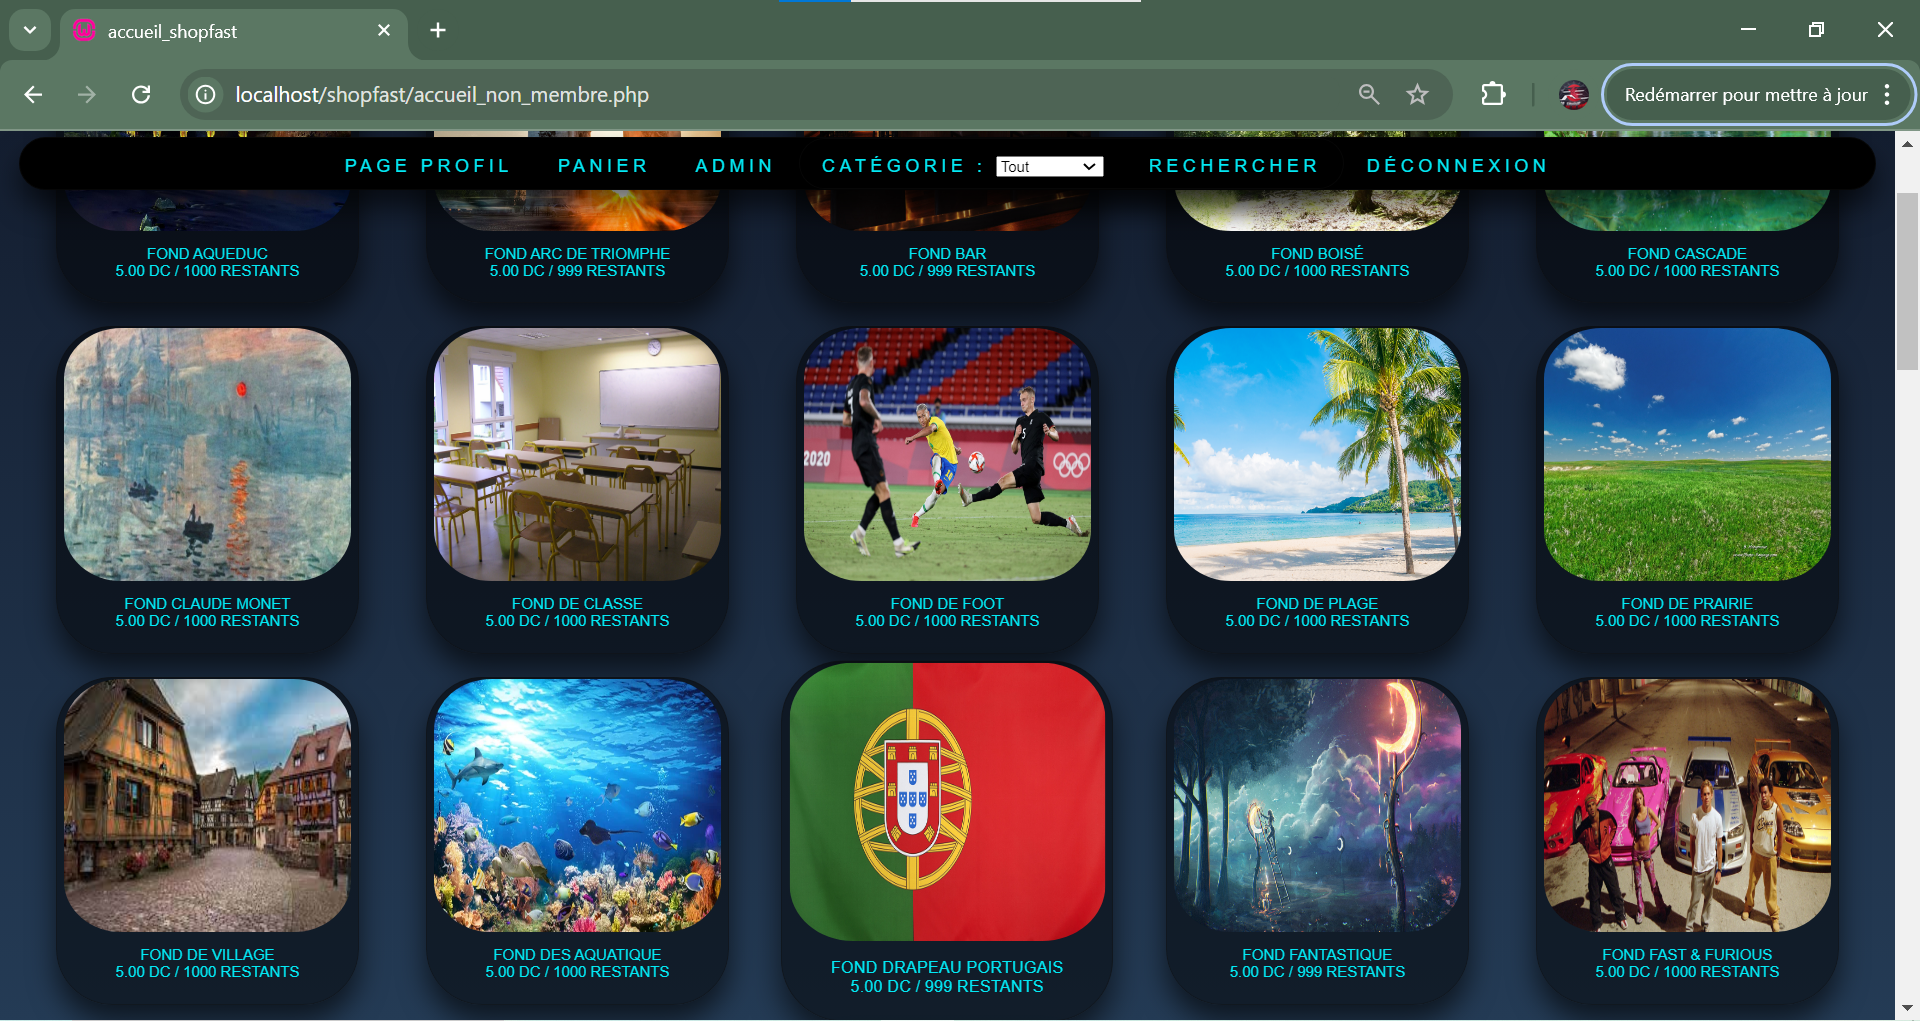 accueil_shopfast
localhost/shopfast/accueil_non_membre.php
Redémarrer pour mettre à jour
PAGE PROFIL
PANIER
ADMIN
CATÉGORIE :
Tout
RECHERCHER
DÉCONNEXION
FOND AQUEDUC
5.00 DC / 1000 RESTANTS
FOND ARC DE TRIOMPHE
5.00 DC / 999 RESTANTS
FOND BAR
5.00 DC / 999 RESTANTS
FOND BOISÉ
5.00 DC / 1000 RESTANTS
FOND CASCADE
5.00 DC / 1000 RESTANTS
2020
5
FOND CLAUDE MONET
5.00 DC / 1000 RESTANTS
FOND DE CLASSE
5.00 DC / 1000 RESTANTS
FOND DE FOOT
5.00 DC / 1000 RESTANTS
FOND DE PLAGE
5.00 DC / 1000 RESTANTS
FOND DE PRAIRIE
5.00 DC / 1000 RESTANTS
FOND DE VILLAGE
5.00 DC / 1000 RESTANTS
FOND DES AQUATIQUE
5.00 DC / 1000 RESTANTS
FOND DRAPEAU PORTUGAIS
5.00 DC / 999 RESTANTS
FOND FANTASTIQUE
5.00 DC / 999 RESTANTS
FOND FAST & FURIOUS
5.00 DC / 1000 RESTANTS